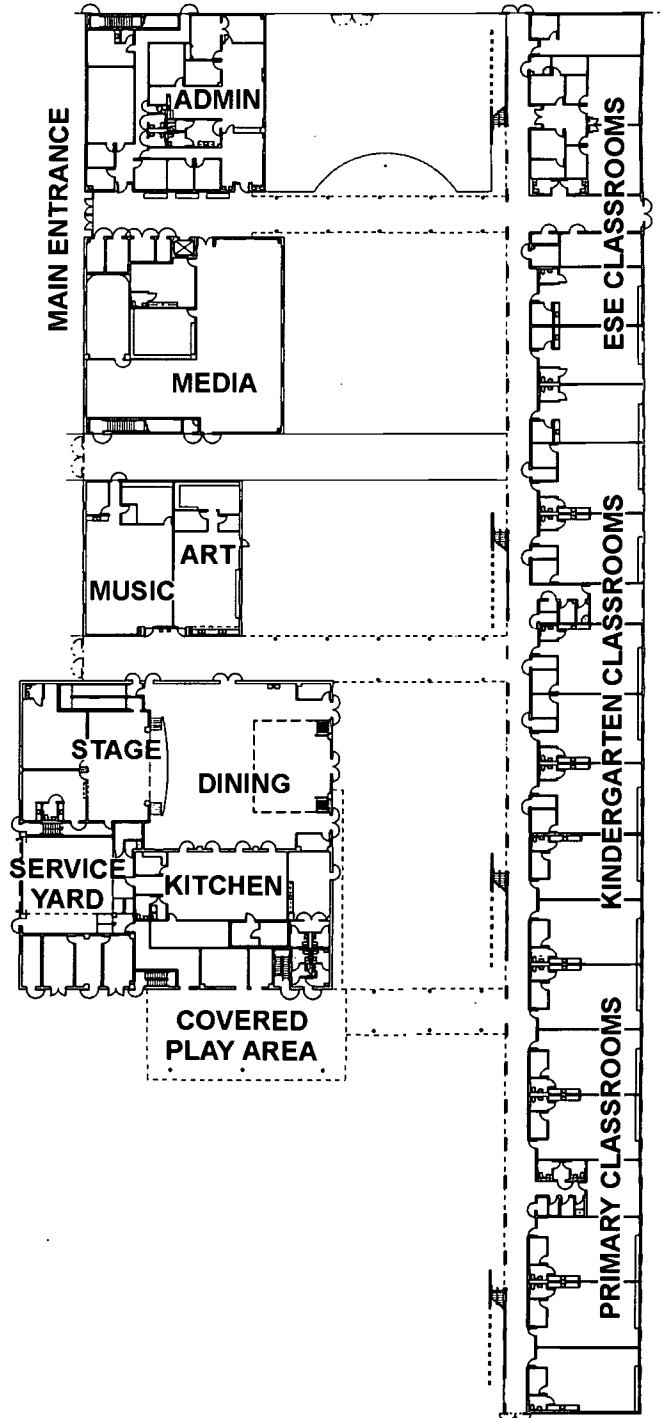 ADMIN
MAIN ENTRANCE
ESE CLASSROOMS
MEDIA
ART
MUSIC
KINDERGARTEN CLASSROOMS
STAGE
DINING
SERVICE
YARD
KITCHEN
COVERED
PLAY AREA
PRIMARY CLASSROOMS